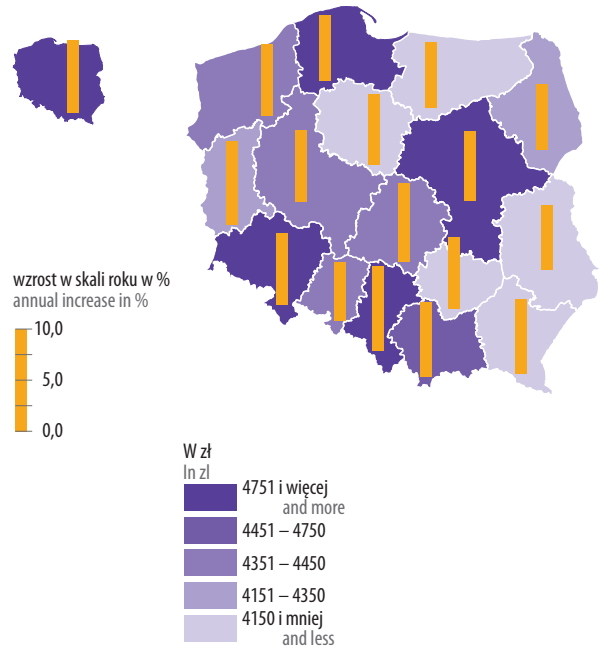 wzrost w skali roku w %
annual increase in %
10,0
5,0
0,0
W zł
In zl
4751 i więcej
and more
4451 – 4750
4351 – 4450
4151 – 4350
4150 i mniej
and less